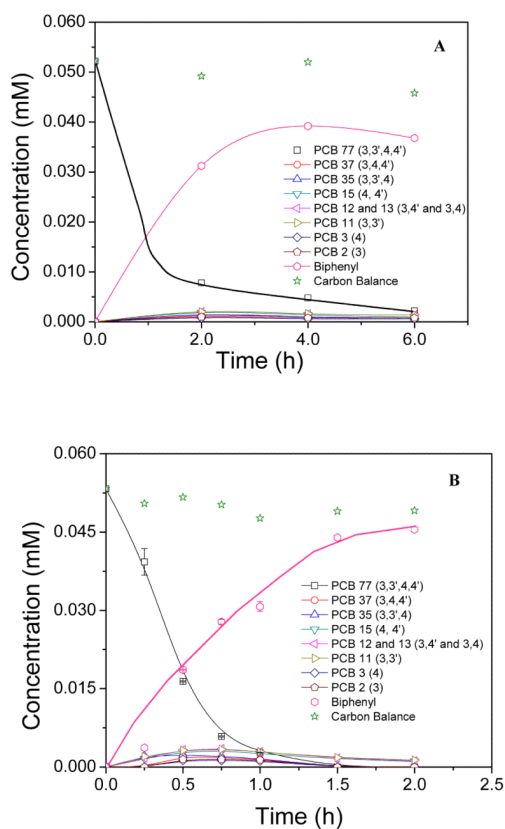 A
0.060
0.050
0.040
0.030
0.020
0.010
0.000
Concentration (mM)
PCB 77 (3,3',4,4')
PCB 37 (3,4,4')
PCB 35 (3,3',4)
PCB 15 (4, 4')
PCB 12 and 13 (3,4' and 3,4)
PCB 11 (3,3')
PCB 3 (4)
PCB 2 (3)
Biphenyl
Carbon Balance
0.0 2.0 4.0 6.0
Time (h)
B
0.060
0.045
0.030
0.015
0.000
Concentration (mM)
PCB 77 (3,3',4,4')
PCB 37 (3,4,4')
PCB 35 (3,3',4)
PCB 15 (4, 4')
PCB 12 and 13 (3,4' and 3,4)
PCB 11 (3,3')
PCB 3 (4)
PCB 2 (3)
Biphenyl
Carbon Balance
0.0 0.5 1.0 1.5 2.0 2.5
Time (h)